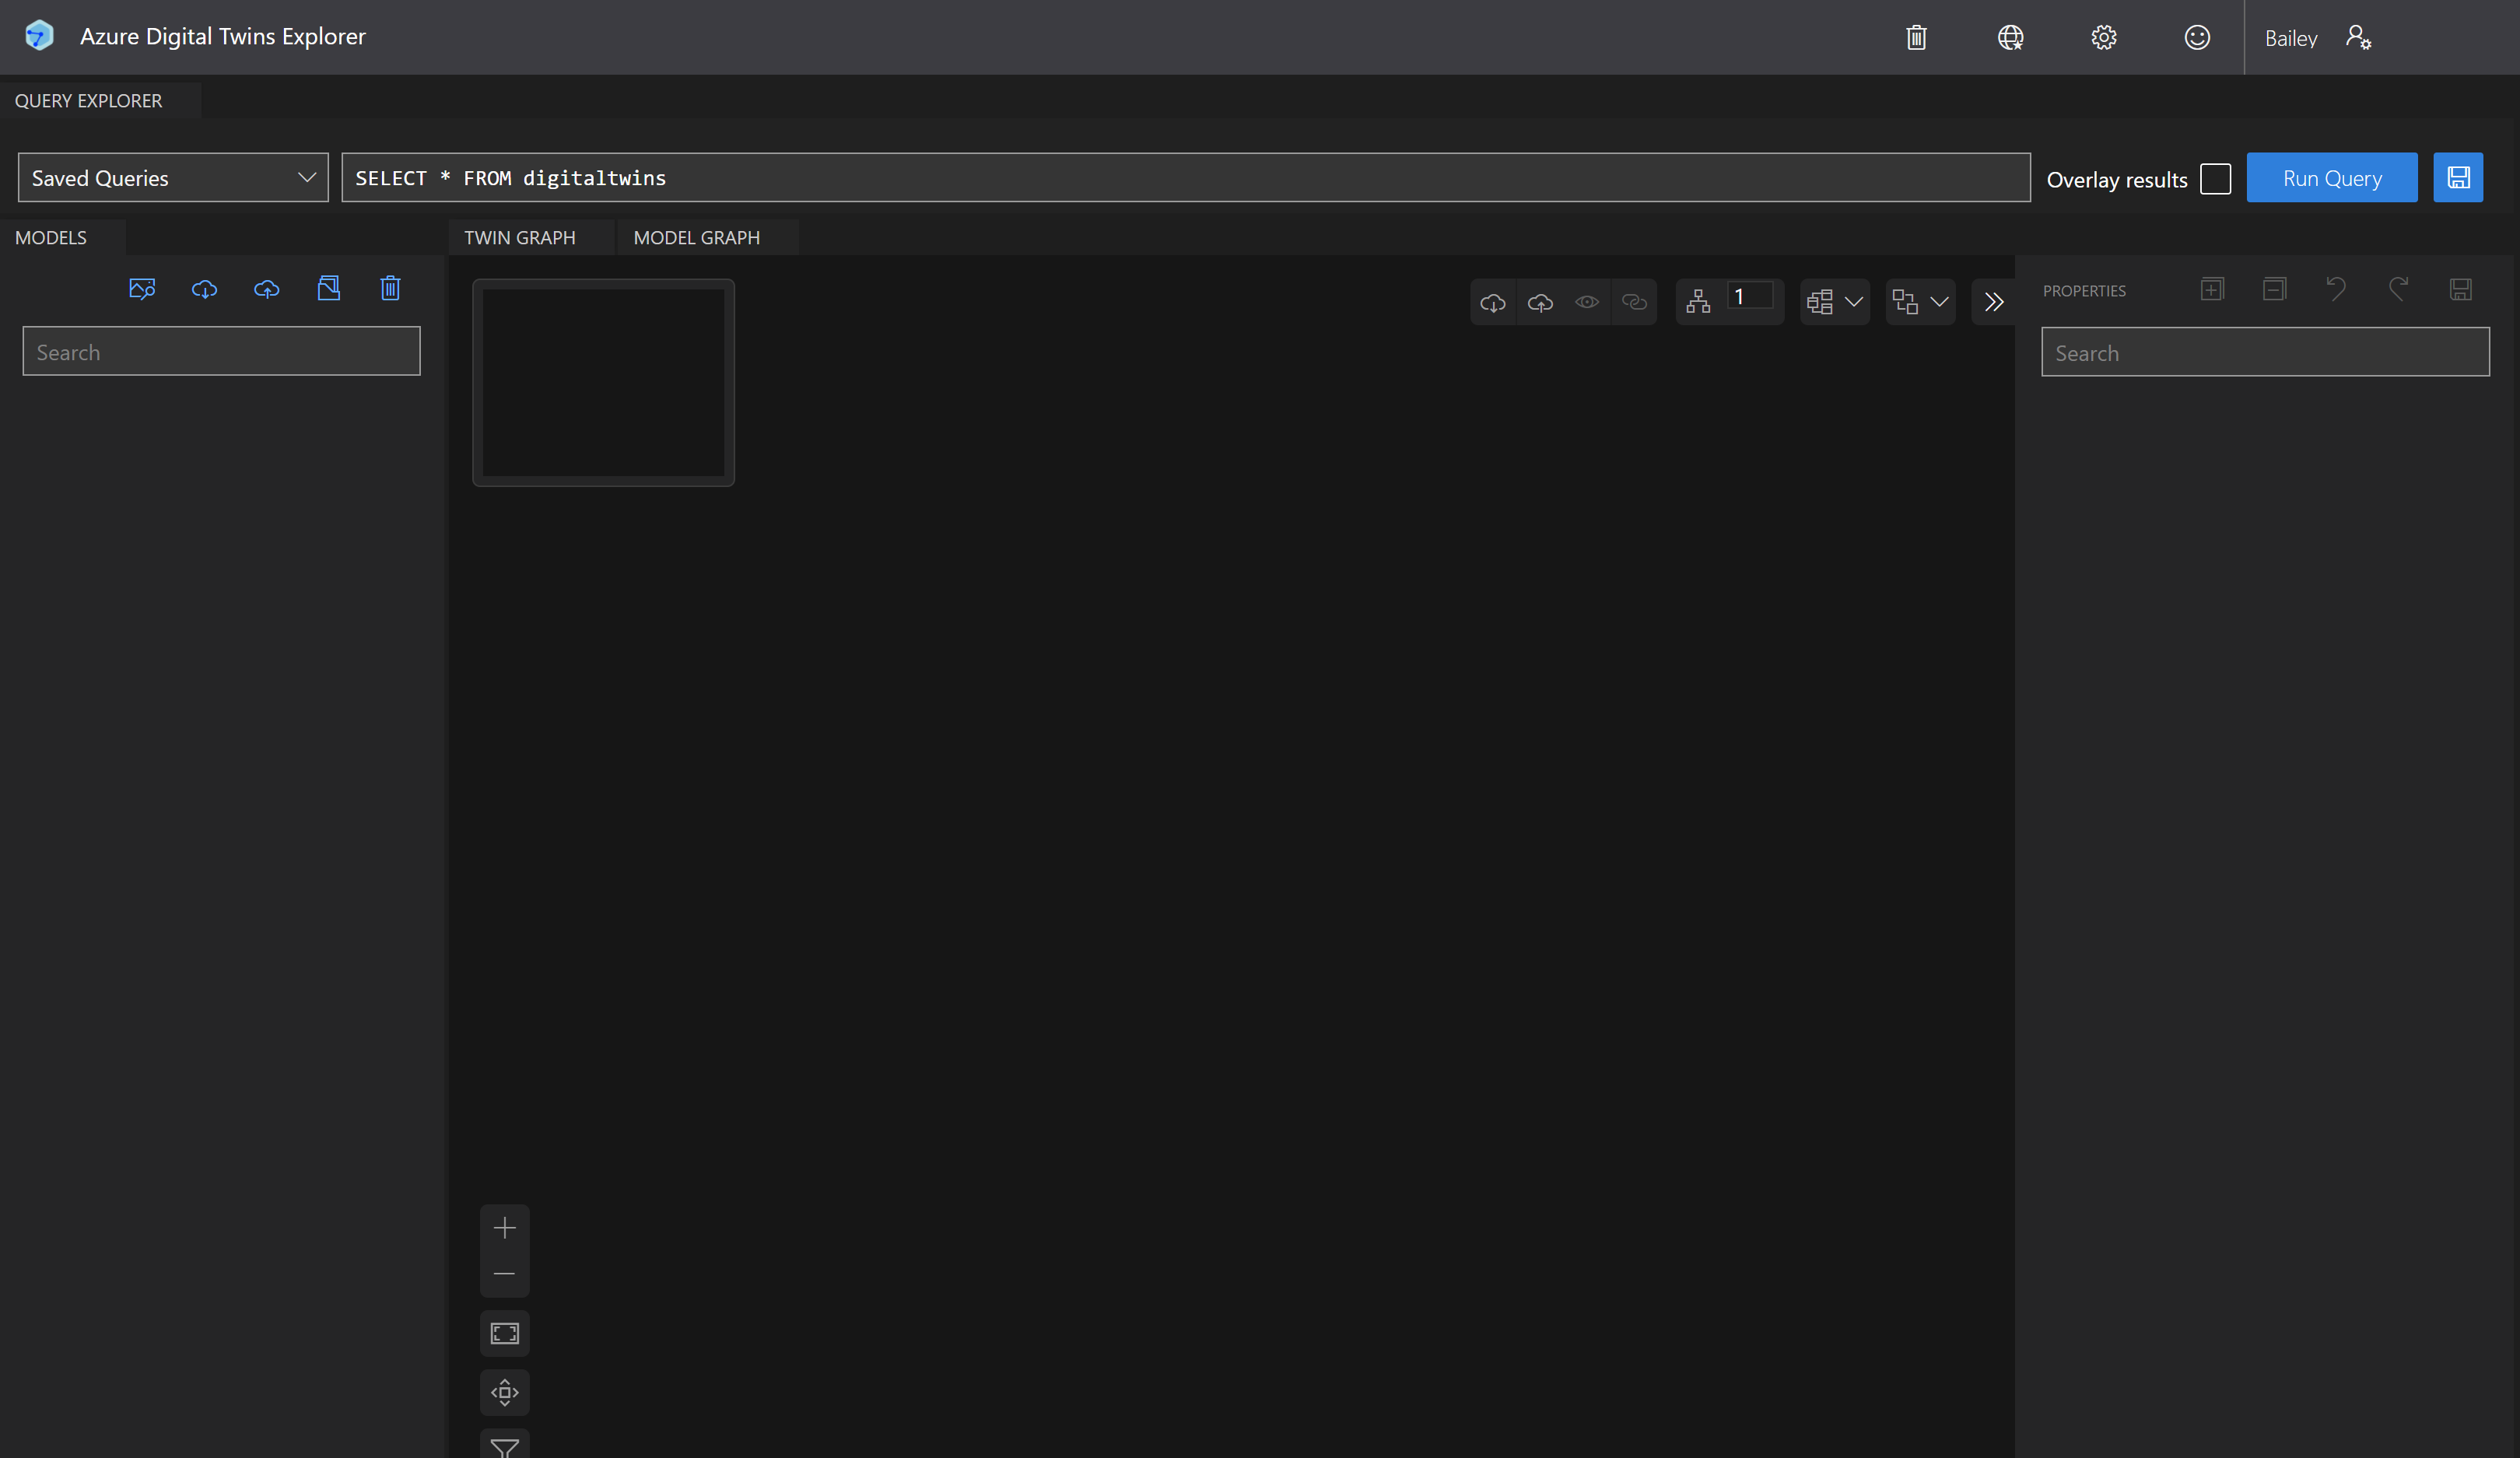 Azure Digital Twins Explorer
Bailey
QUERY EXPLORER
Saved Queries
SELECT * FROM digitaltwins
Overlay results
Run Query
MODELS
TWIN GRAPH
MODEL GRAPH
1
PROPERTIES
Search
Search